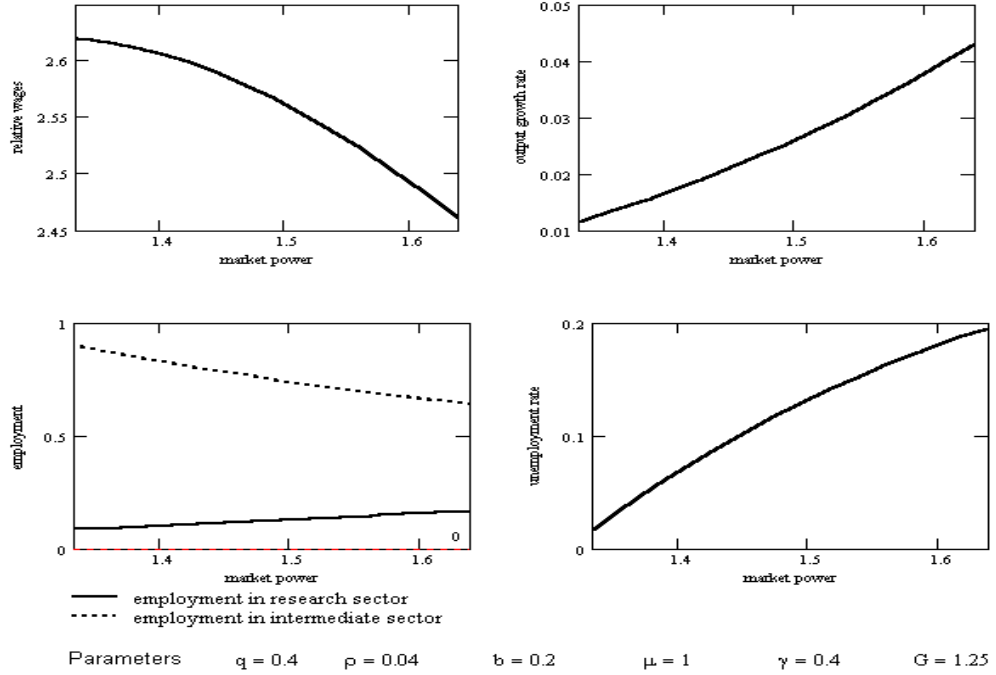 2.6
2.55
2.5
2.45
relative wages
1.4 1.5 1.6
market power
0.05
0.04
0.03
0.02
0.01
output growth rate
1.4 1.5 1.6
market power
1
0.5
0
employment
0
1.4 1.5 1.6
market power
employment in research sector
employment in intermediate sector
0.2
0.1
0
unemployment rate
1.4 1.5 1.6
market power
Parameters q = 0.4 ρ = 0.04 b = 0.2 μ = 1 γ = 0.4 G = 1.25